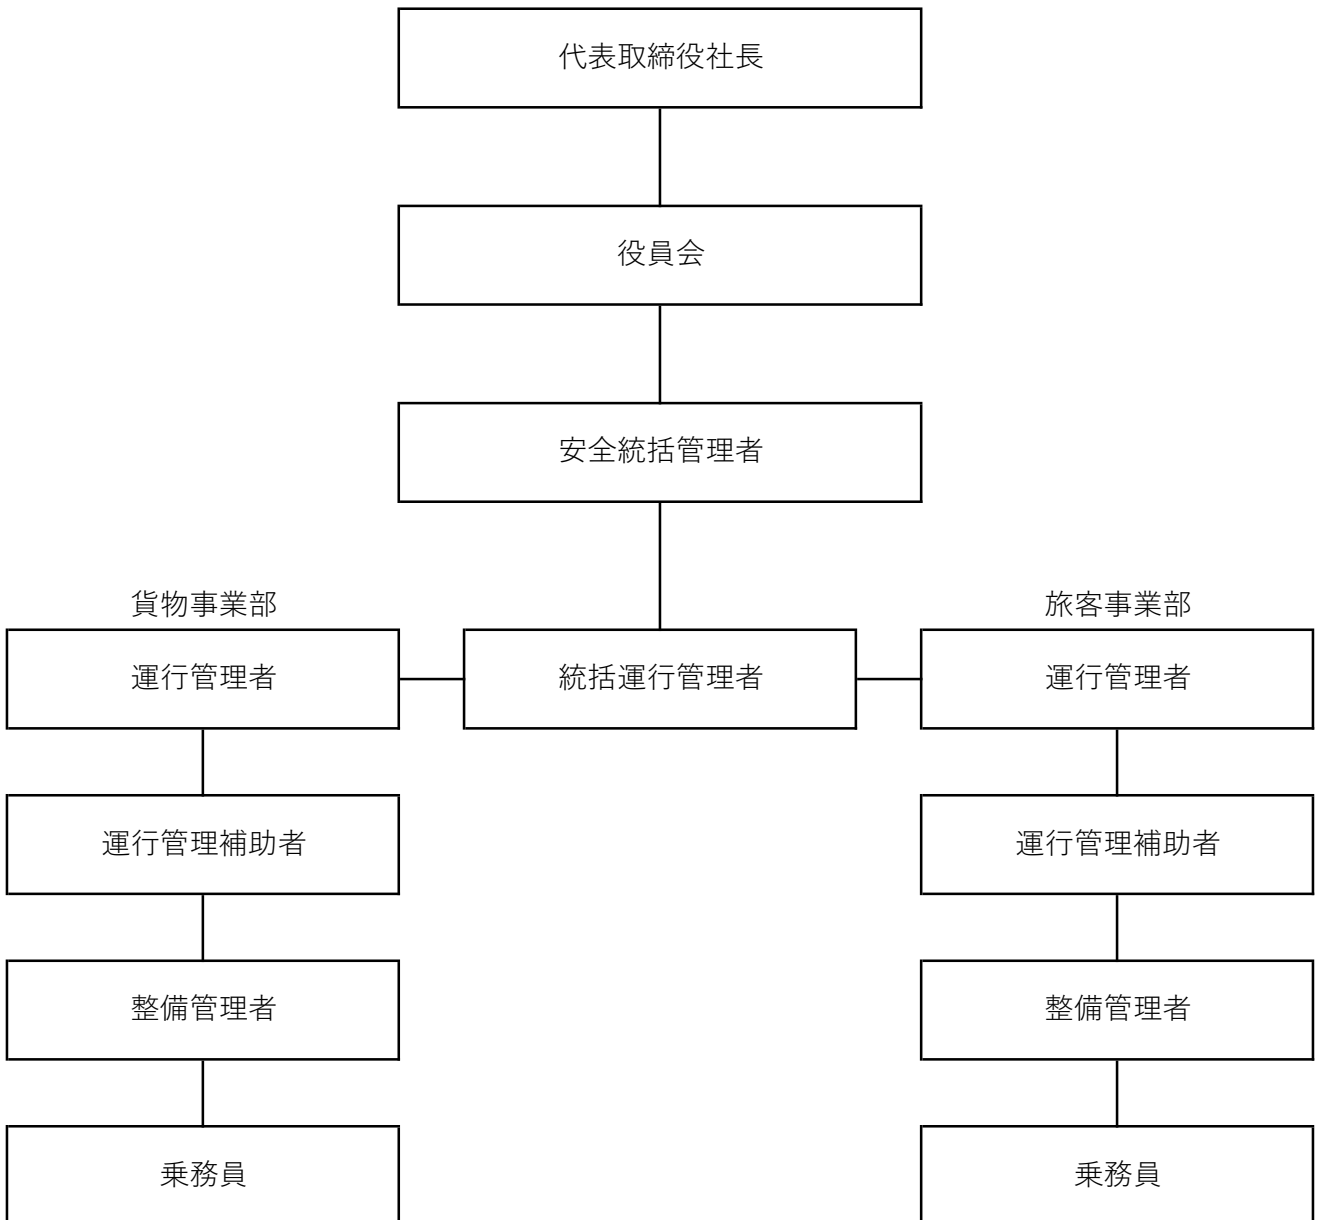 代表取締役社長
役員会
安全統括管理者
貨物事業部
旅客事業部
運行管理者
統括運行管理者
運行管理者
運行管理補助者
運行管理補助者
整備管理者
整備管理者
乗務員
乗務員